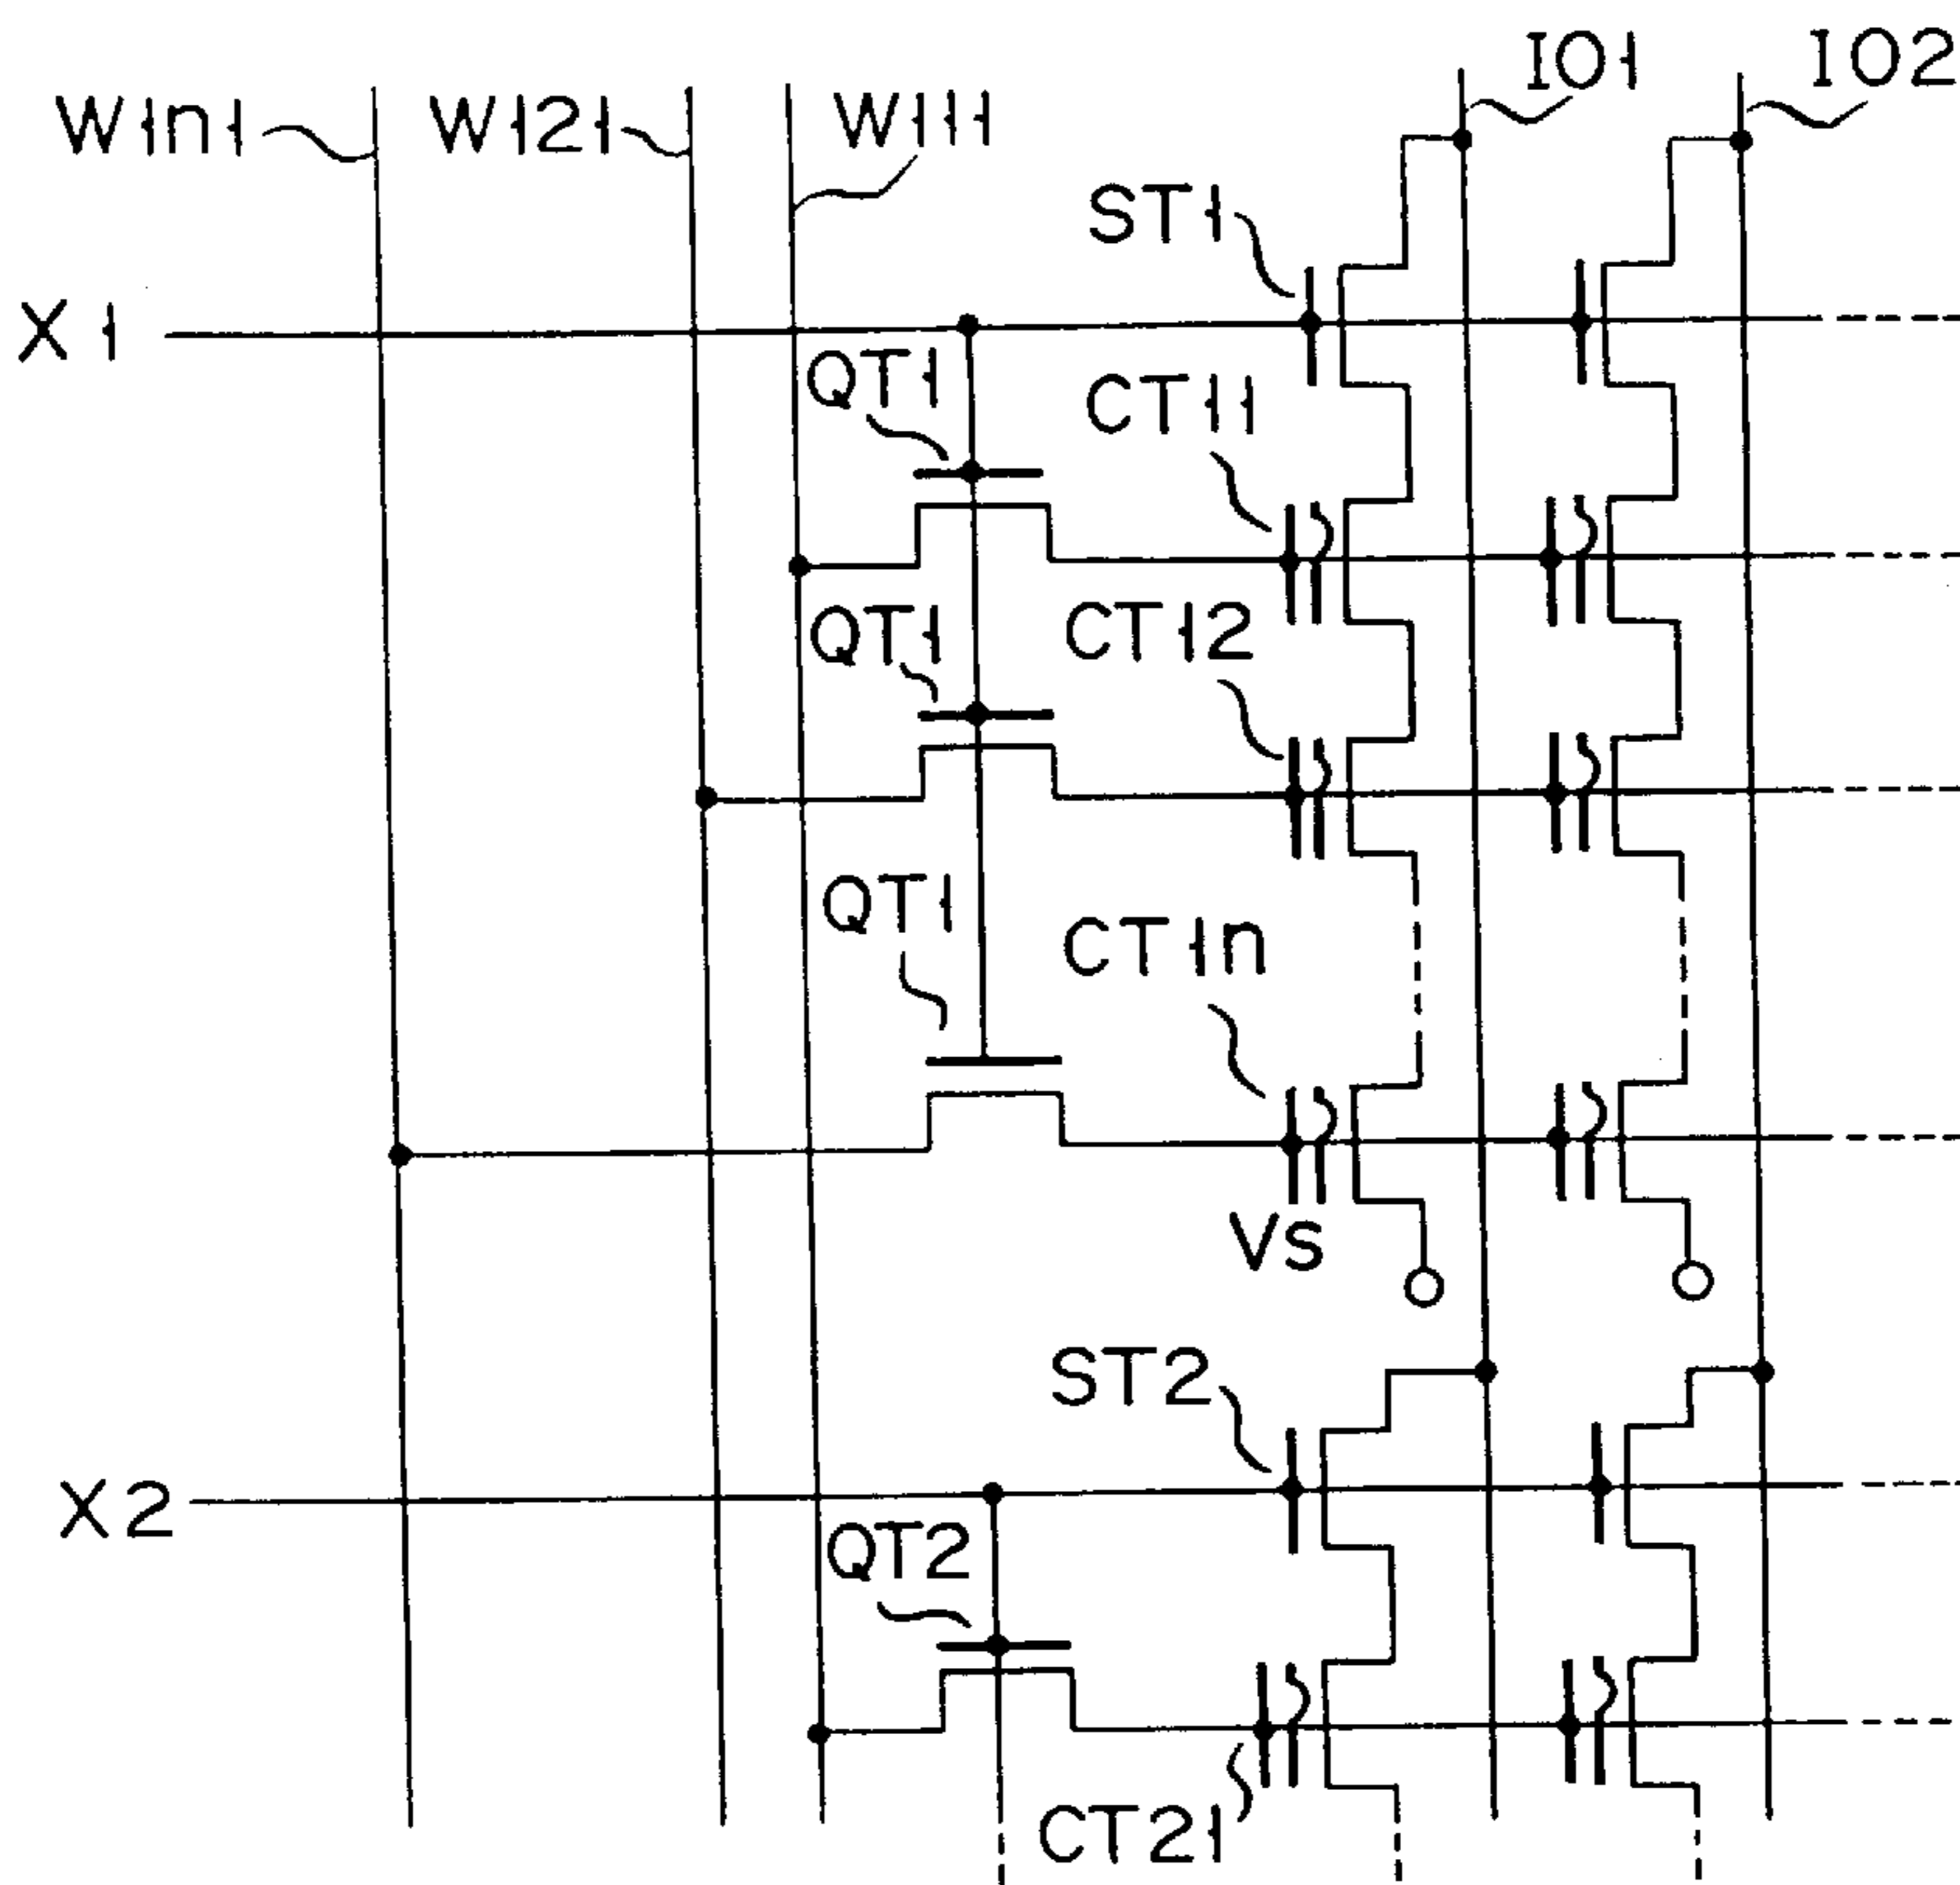 W1n1
W121
W111
IO1
IO2
ST1
X1
QT1
CT11
QT1
CT12
QT1
CT1n
Vs
ST2
X2
QT2
CT21